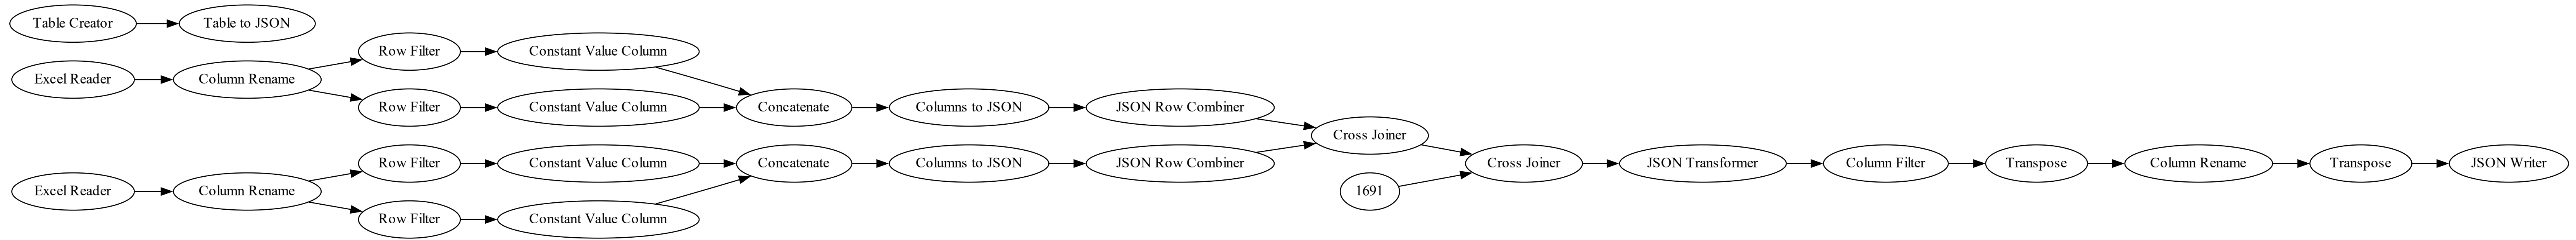 Table Creator
Table to JSON
Row Filter
Constant Value Column
Excel Reader
Column Rename
Row Filter
Constant Value Column
Concatenate
Columns to JSON
JSON Row Combiner
Cross Joiner
Row Filter
Constant Value Column
Concatenate
Columns to JSON
JSON Row Combiner
Cross Joiner
JSON Transformer
Column Filter
Transpose
Column Rename
Transpose
JSON Writer
Excel Reader
Column Rename
1691
Row Filter
Constant Value Column